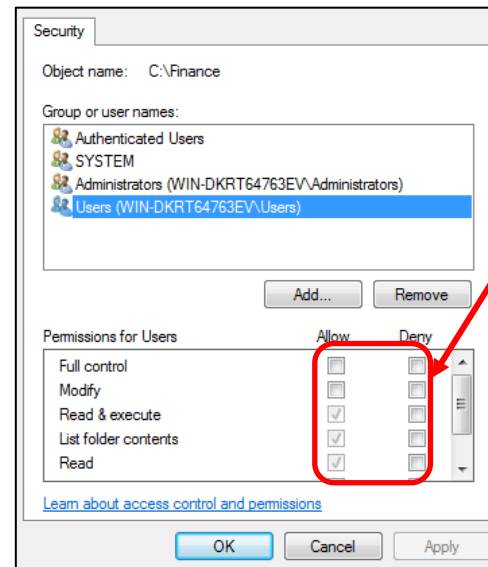 Security
Object name: C:\Finance
Group or user names:
Authenticated Users
SYSTEM
Administrators (WIN-DKRT64763EV\Administrators)
Users (WIN-DKRT64763EV\Users)
Add... Remove
Permissions for Users Allow Deny
Full control
Modify
Read & execute
List folder contents
Read
Learn about access control and permissions
OK Cancel Apply